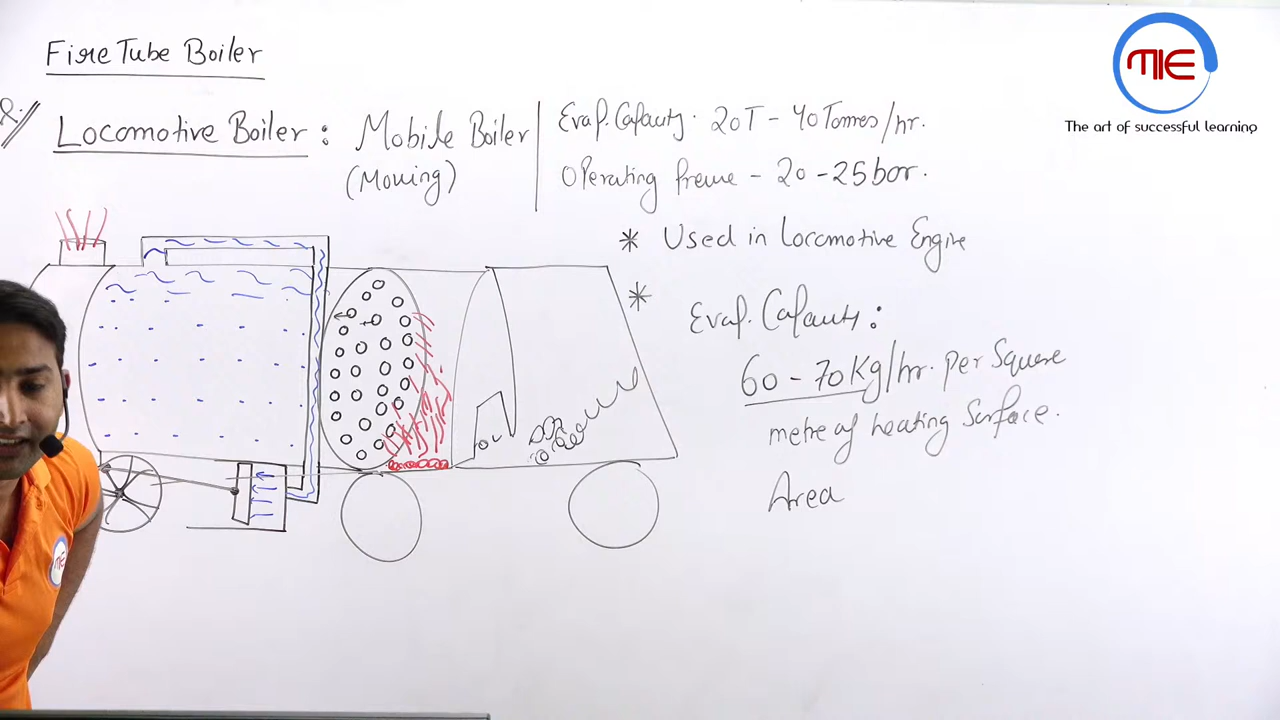 Fire Tube Boiler
Locomotive Boiler : Mobile Boiler
(Moving)
Evap. Capacity. 20T - 40 Tonnes/hr.
Operating Pressure - 20 - 25 bar.
* Used in Locomotive Engine
* Evap. Capacity :
60 - 70 Kg/hr. per Square
metre of heating Surface.
Area
MIE
The art of successful learning